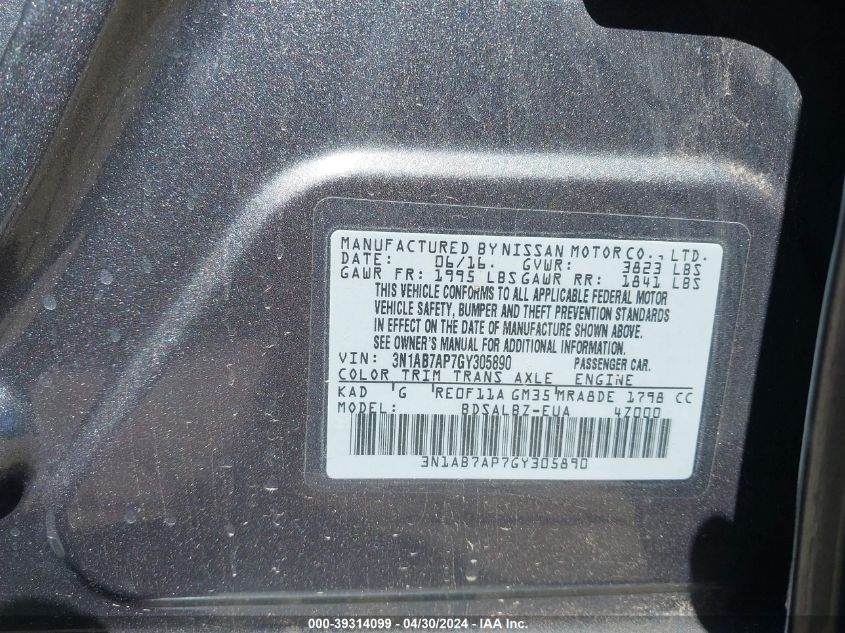 MANUFACTURED BY NISSAN MOTOR CO., LTD.
DATE: 06/16. GVWR: 3823 LBS
GAWR FR: 1995 LBS GAWR RR: 1841 LBS
THIS VEHICLE CONFORMS TO ALL APPLICABLE FEDERAL MOTOR
VEHICLE SAFETY, BUMPER AND THEFT PREVENTION STANDARDS
IN EFFECT ON THE DATE OF MANUFACTURE SHOWN ABOVE.
SEE OWNER'S MANUAL FOR ADDITIONAL INFORMATION.
VIN: 3N1AB7AP7GY305890 PASSENGER CAR.
COLOR TRIM TRANS AXLE ENGINE
KAD 'G 'RE0F11A GM35'MRA8DE 1798 CC
MODEL: BDSALBZ-EUA 4Z000
3N1AB7AP7GY305890
000-39314099 - 04/30/2024 - IAA Inc.